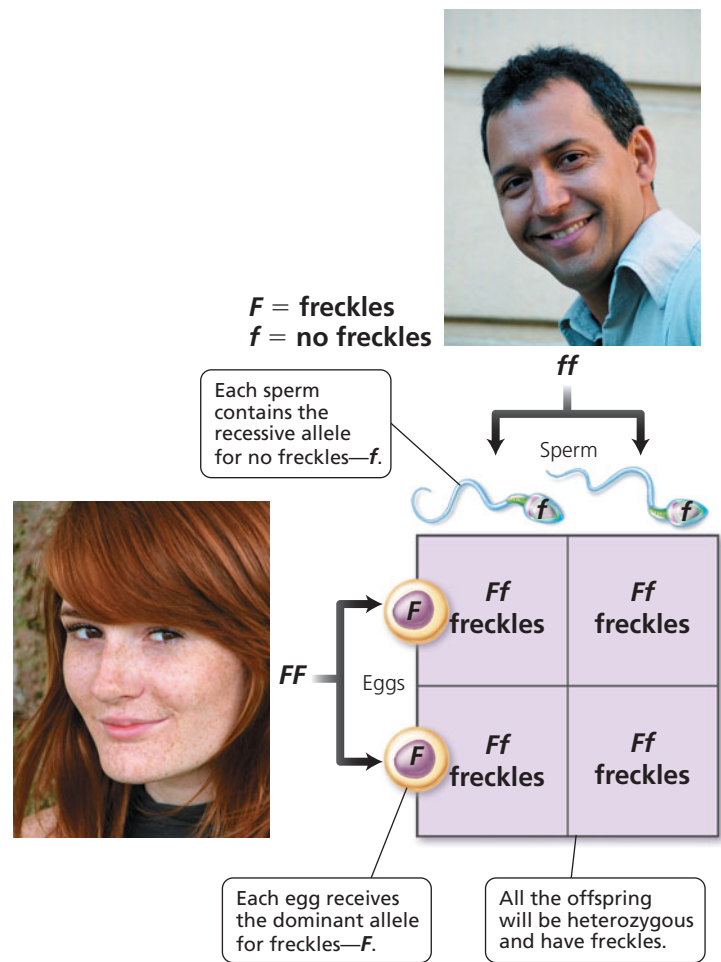 F = freckles
f = no freckles
ff
Each sperm
contains the
recessive allele
for no freckles—f.
Sperm
f
f
FF
Eggs
F
Ff
freckles
Ff
freckles
F
Ff
freckles
Ff
freckles
Each egg receives
the dominant allele
for freckles—F.
All the offspring
will be heterozygous
and have freckles.